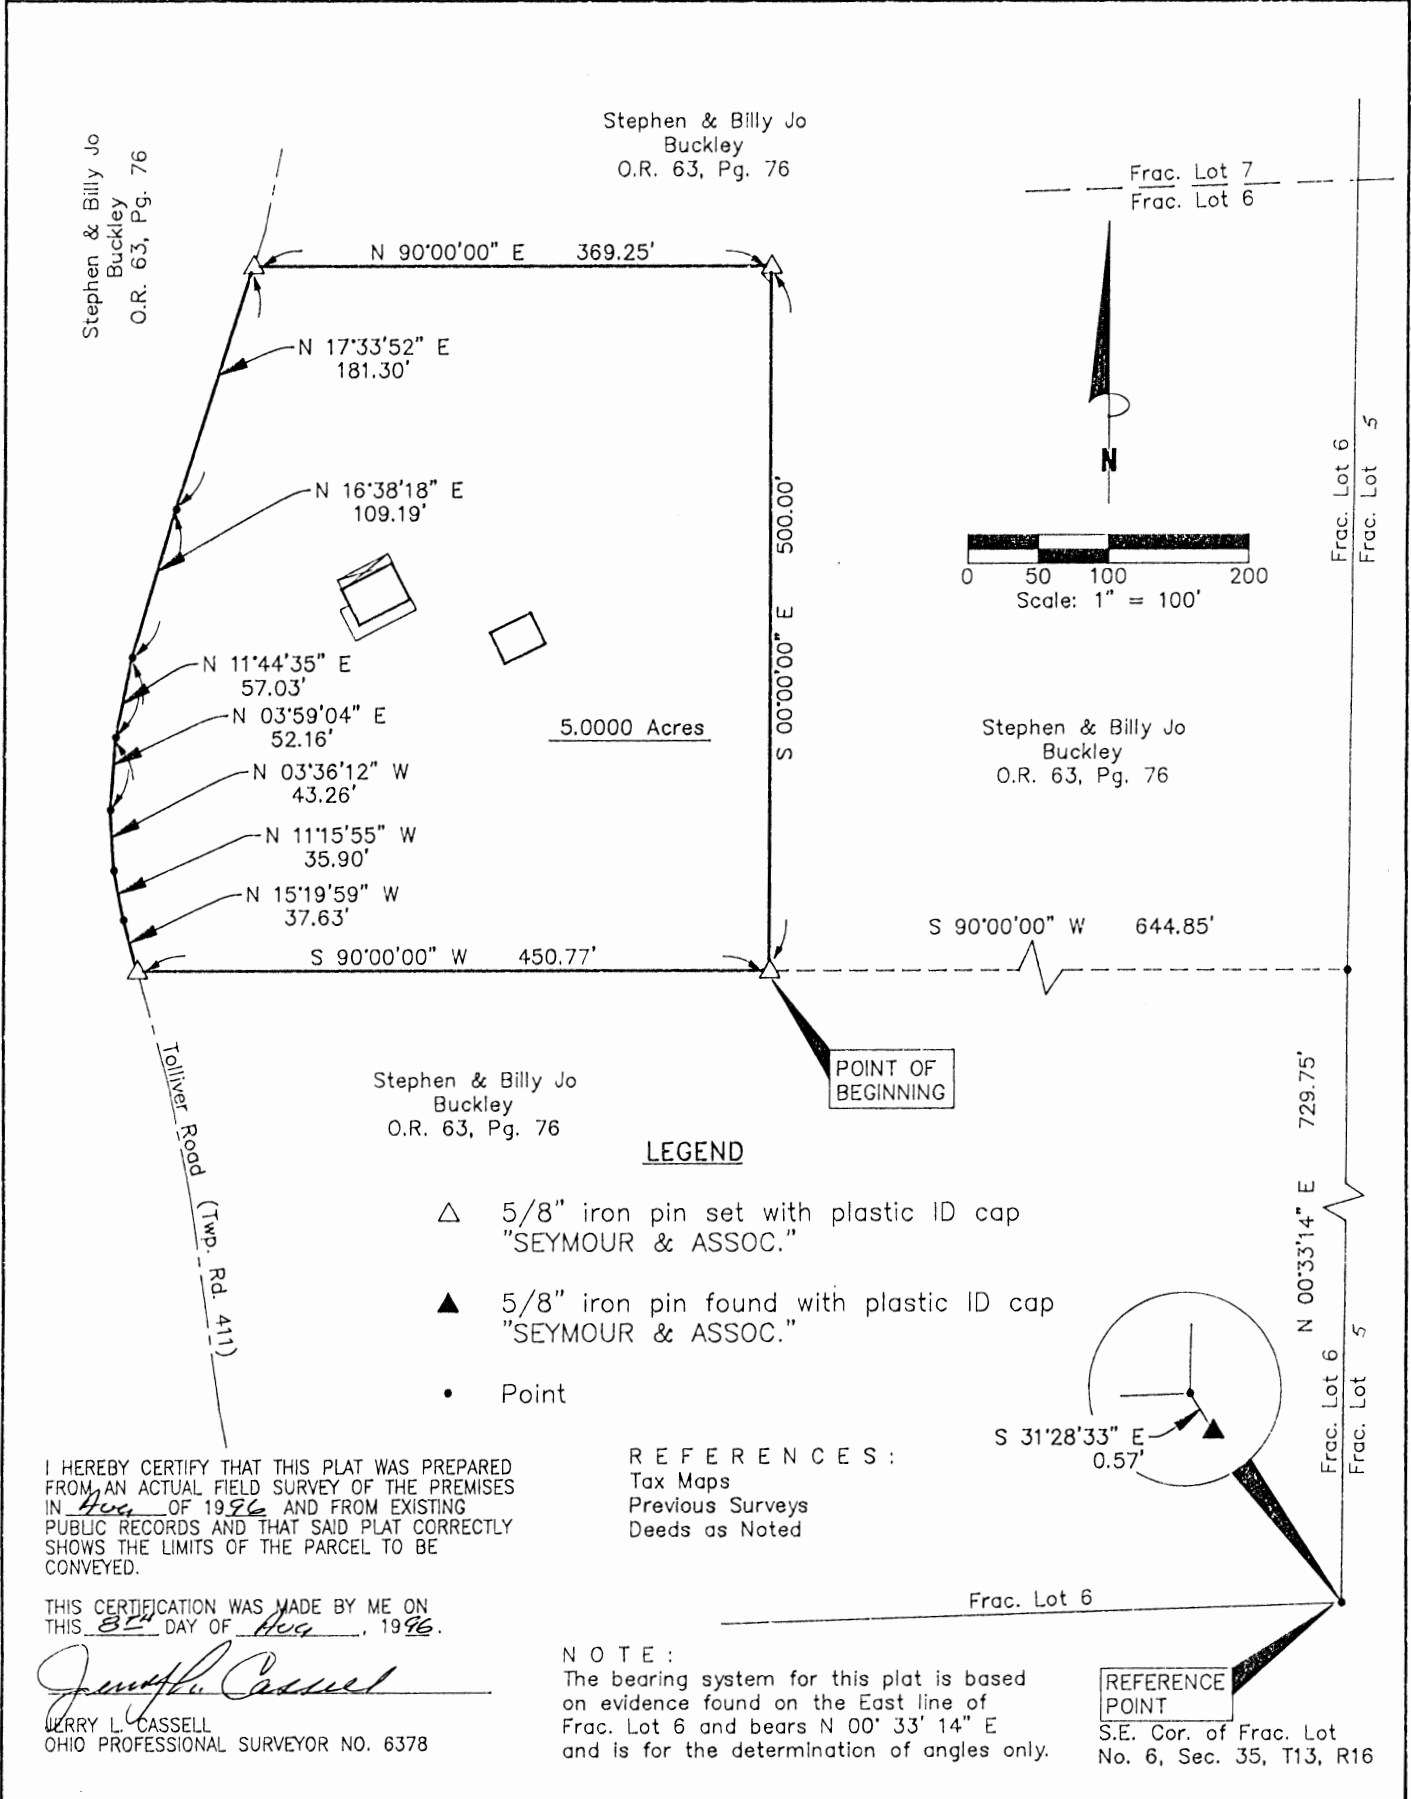 Stephen & Billy Jo
Buckley
O.R. 63, Pg. 76
Stephen & Billy Jo
Buckley
O.R. 63, Pg. 76
Frac. Lot 7
Frac. Lot 6
N 90°00'00" E 369.25'
N 17°33'52" E
181.30'
N 16°38'18" E
109.19'
N 11°44'35" E
57.03'
N 03°59'04" E
52.16'
N 03°36'12" W
43.26'
N 11°15'55" W
35.90'
N 15°19'59" W
37.63'
5.0000 Acres
S 00°00'00" E 500.00'
N
0 50 100 200
Scale: 1" = 100'
Frac. Lot 6
Frac. Lot 5
Stephen & Billy Jo
Buckley
O.R. 63, Pg. 76
S 90°00'00" W 450.77'
S 90°00'00" W 644.85'
POINT OF
BEGINNING
Tolliver Road (Twp. Rd. 411)
Stephen & Billy Jo
Buckley
O.R. 63, Pg. 76
N 00°33'14" E 729.75'
LEGEND
△ 5/8" iron pin set with plastic ID cap
"SEYMOUR & ASSOC."
▲ 5/8" iron pin found with plastic ID cap
"SEYMOUR & ASSOC."
• Point
Frac. Lot 6
Frac. Lot 5
S 31°28'33" E
0.57'
I HEREBY CERTIFY THAT THIS PLAT WAS PREPARED
FROM AN ACTUAL FIELD SURVEY OF THE PREMISES
IN Aug OF 1996 AND FROM EXISTING
PUBLIC RECORDS AND THAT SAID PLAT CORRECTLY
SHOWS THE LIMITS OF THE PARCEL TO BE
CONVEYED.
THIS CERTIFICATION WAS MADE BY ME ON
THIS 8TH DAY OF Aug, 1996.
Jerry L. Cassell
JERRY L. CASSELL
OHIO PROFESSIONAL SURVEYOR NO. 6378
REFERENCES:
Tax Maps
Previous Surveys
Deeds as Noted
Frac. Lot 6
NOTE:
The bearing system for this plat is based
on evidence found on the East line of
Frac. Lot 6 and bears N 00° 33' 14" E
and is for the determination of angles only.
REFERENCE
POINT
S.E. Cor. of Frac. Lot
No. 6, Sec. 35, T13, R16